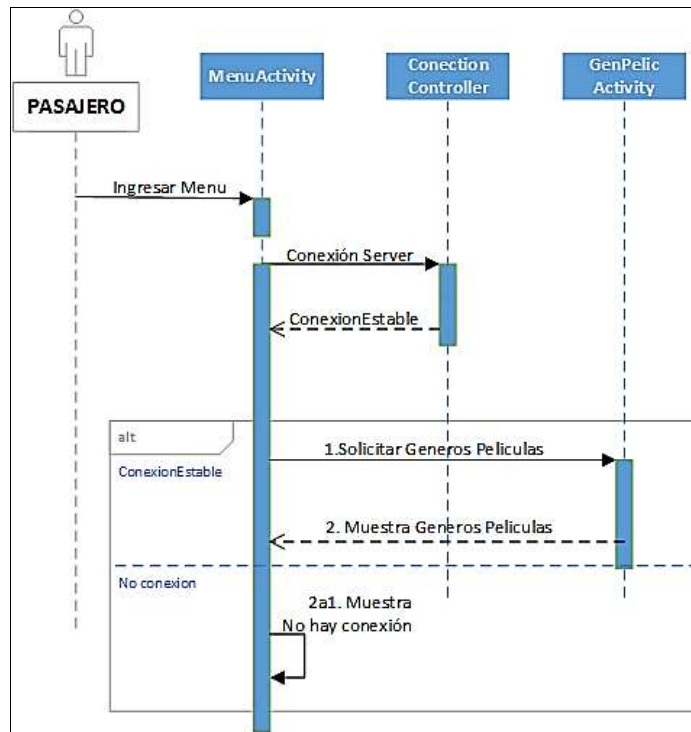 PASAJERO
MenuActivity
Conection
Controller
GenPelic
Activity
Ingresar Menu
Conexión Server
ConexionEstable
alt
ConexionEstable
1.Solicitar Generos Peliculas
2. Muestra Generos Peliculas
No conexion
2a1. Muestra
No hay conexión